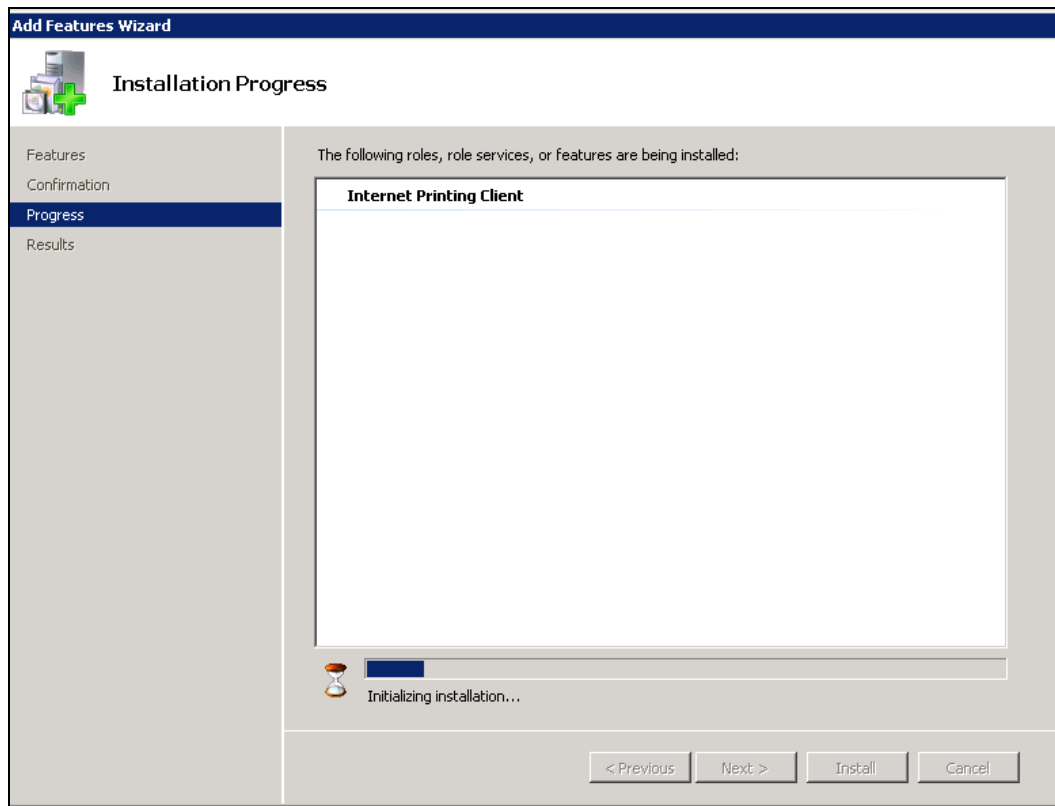 Add Features Wizard
Installation Progress
Features
Confirmation
Progress
Results
The following roles, role services, or features are being installed:
Internet Printing Client
Initializing installation...
< Previous
Next >
Install
Cancel